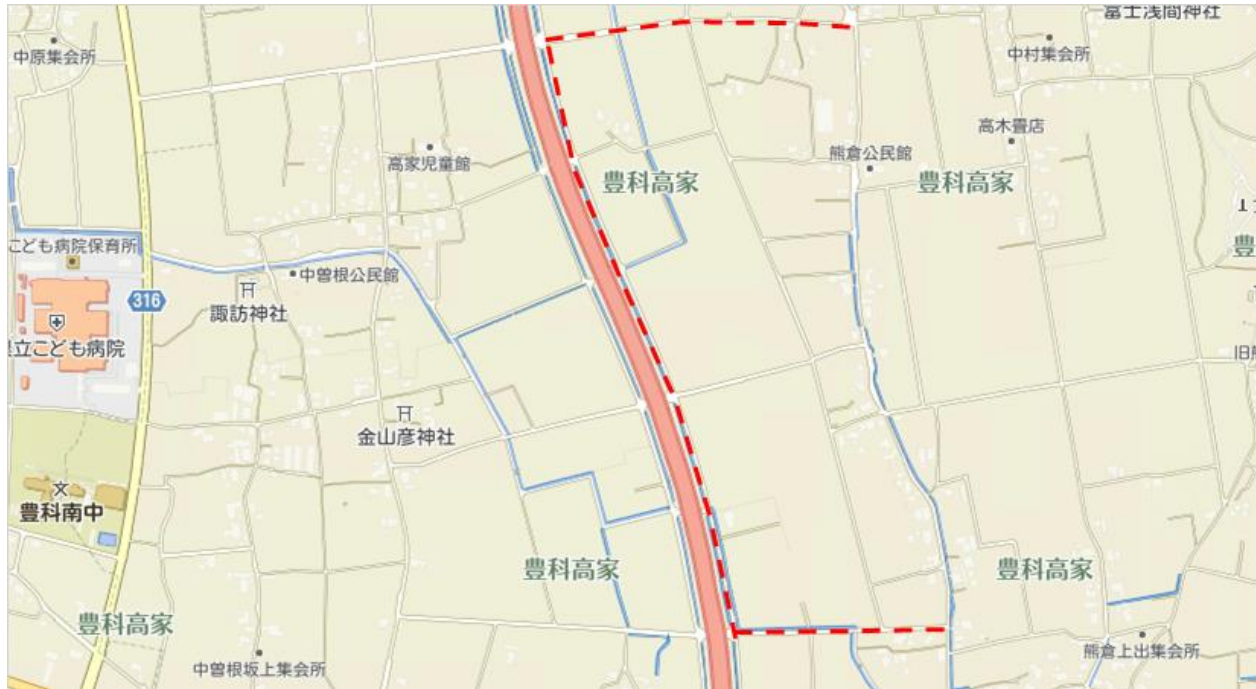 富士浅間神社
中原集会所
中村集会所
高木畳店
高家児童館
熊倉公民館
豊科高家
豊科高家
こども病院保育所
豊
中曽根公民館
316
諏訪神社
立こども病院
金山彦神社
豊科南中
豊科高家
豊科高家
豊科高家
中曽根坂上集会所
熊倉上出集会所